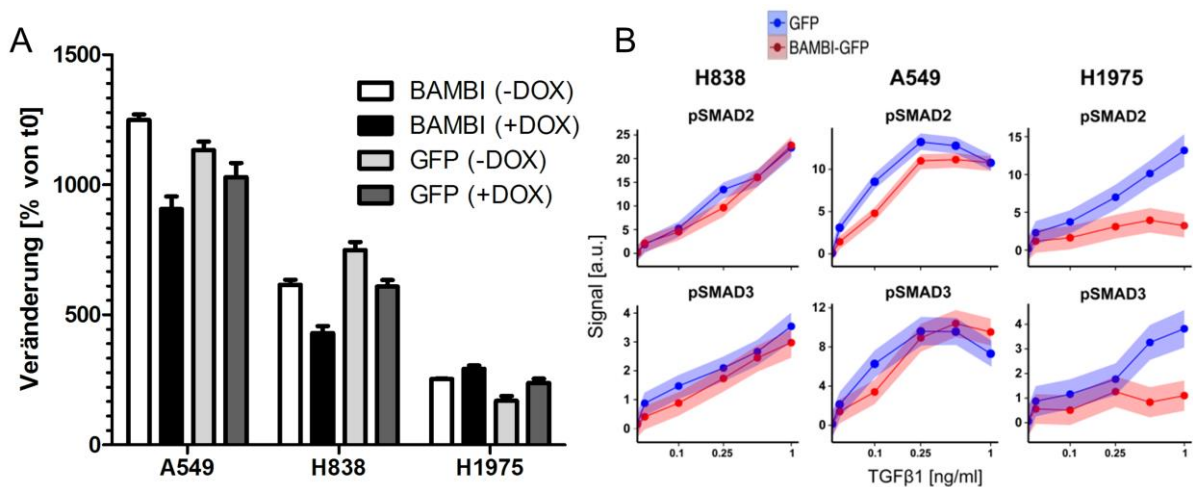 A
1500
1000
500
0
Veränderung [% von t0]
BAMBI (-DOX)
BAMBI (+DOX)
GFP (-DOX)
GFP (+DOX)
A549
H838
H1975
B
GFP
BAMBI-GFP
H838
A549
H1975
pSMAD2
pSMAD2
pSMAD2
25
20
15
10
5
0
10
5
0
15
10
5
0
Signal [a.u.]
pSMAD3
pSMAD3
pSMAD3
4
3
2
1
0
12
8
4
0
4
3
2
1
0
0.1
0.25
1
0.1
0.25
1
0.1
0.25
1
TGFβ1 [ng/ml]